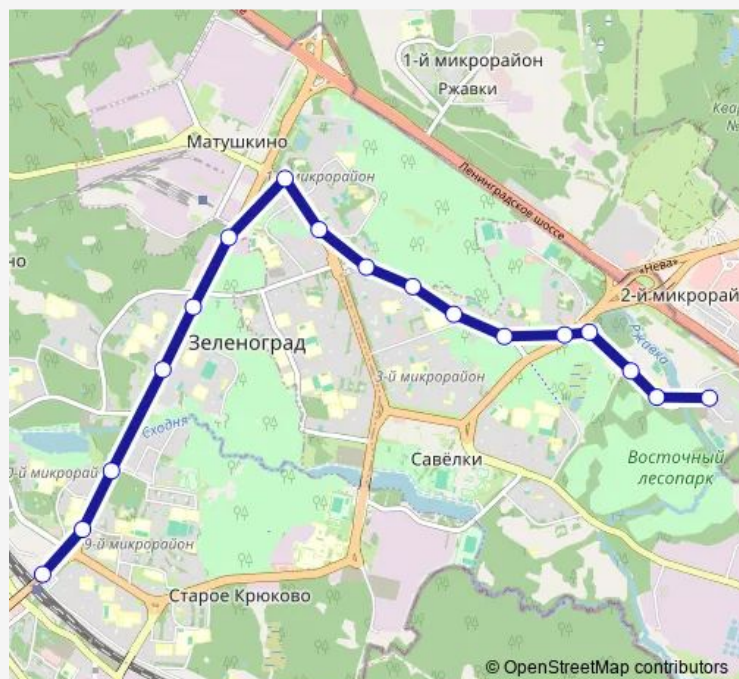 1-й микрорайон
Ржавки
Матушкино
микрорайон
Ленинградское шоссе
«Нева»
2-й микрорай
но
Ржавка
Зеленоград
3-й микрорайон
Сходня
Савёлки
Восточный
лесопарк
0-й микрорай
9-й микрорайон
Старое Крюково
© OpenStreetMap contributors